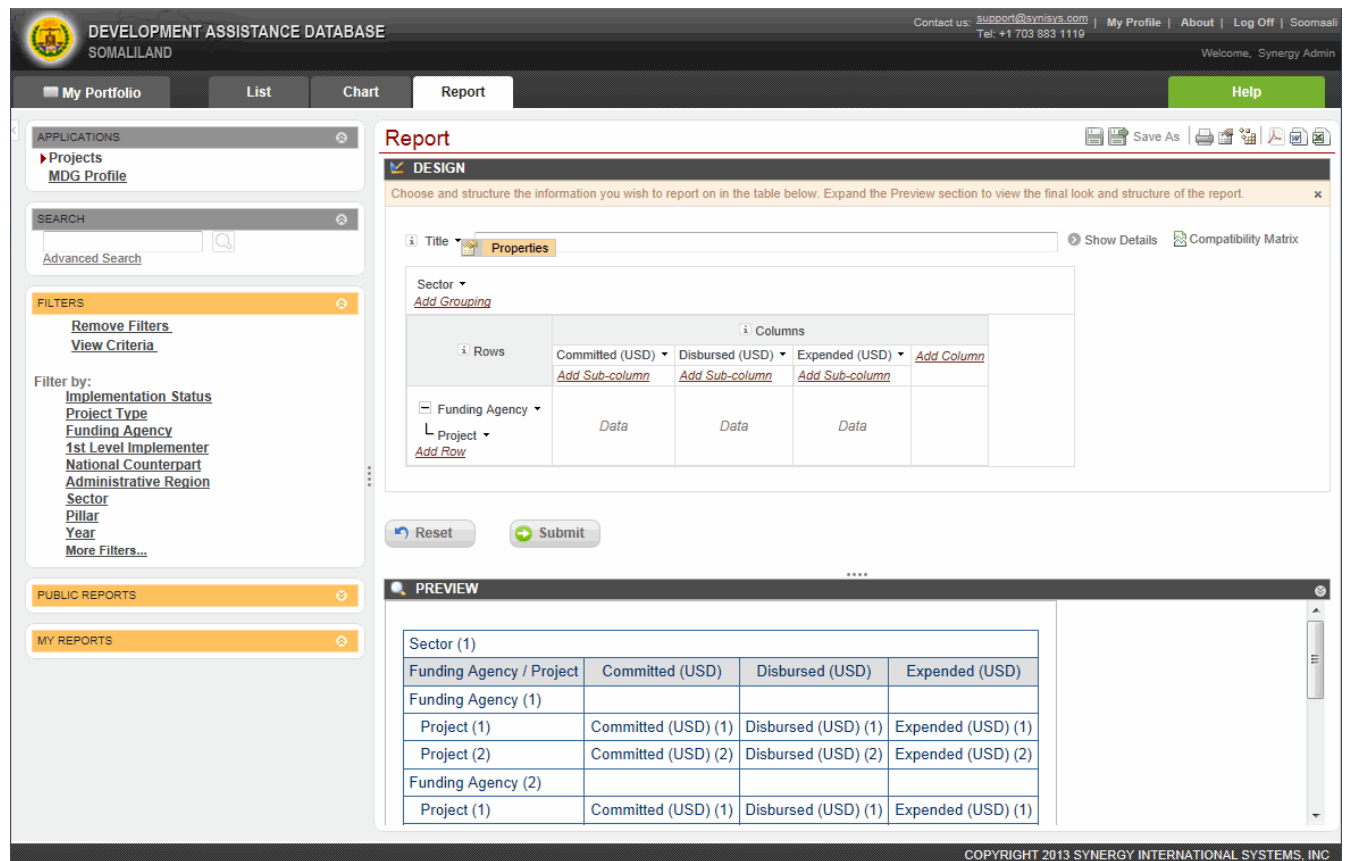 DEVELOPMENT ASSISTANCE DATABASE
SOMALILAND
Contact us: support@synisys.com | My Profile | About | Log Off | Soomaali
Tel: +1 703 883 1119
Welcome, Synergy Admin
My Portfolio List Chart Report Help
APPLICATIONS
Projects
MDG Profile
SEARCH
Advanced Search
FILTERS
Remove Filters
View Criteria
Filter by:
Implementation Status
Project Type
Funding Agency
1st Level Implementer
National Counterpart
Administrative Region
Sector
Pillar
Year
More Filters...
PUBLIC REPORTS
MY REPORTS
Report
Save As
DESIGN
Choose and structure the information you wish to report on in the table below. Expand the Preview section to view the final look and structure of the report. x
Title Properties Show Details Compatibility Matrix
Sector
Add Grouping
Columns
Rows
Committed (USD) Disbursed (USD) Expended (USD) Add Column
Add Sub-column Add Sub-column Add Sub-column
Funding Agency
Project
Add Row
Data Data Data
Reset Submit
PREVIEW
Sector (1)
Funding Agency / Project Committed (USD) Disbursed (USD) Expended (USD)
Funding Agency (1)
Project (1) Committed (USD) (1) Disbursed (USD) (1) Expended (USD) (1)
Project (2) Committed (USD) (2) Disbursed (USD) (2) Expended (USD) (2)
Funding Agency (2)
Project (1) Committed (USD) (1) Disbursed (USD) (1) Expended (USD) (1)
COPYRIGHT 2013 SYNERGY INTERNATIONAL SYSTEMS, INC